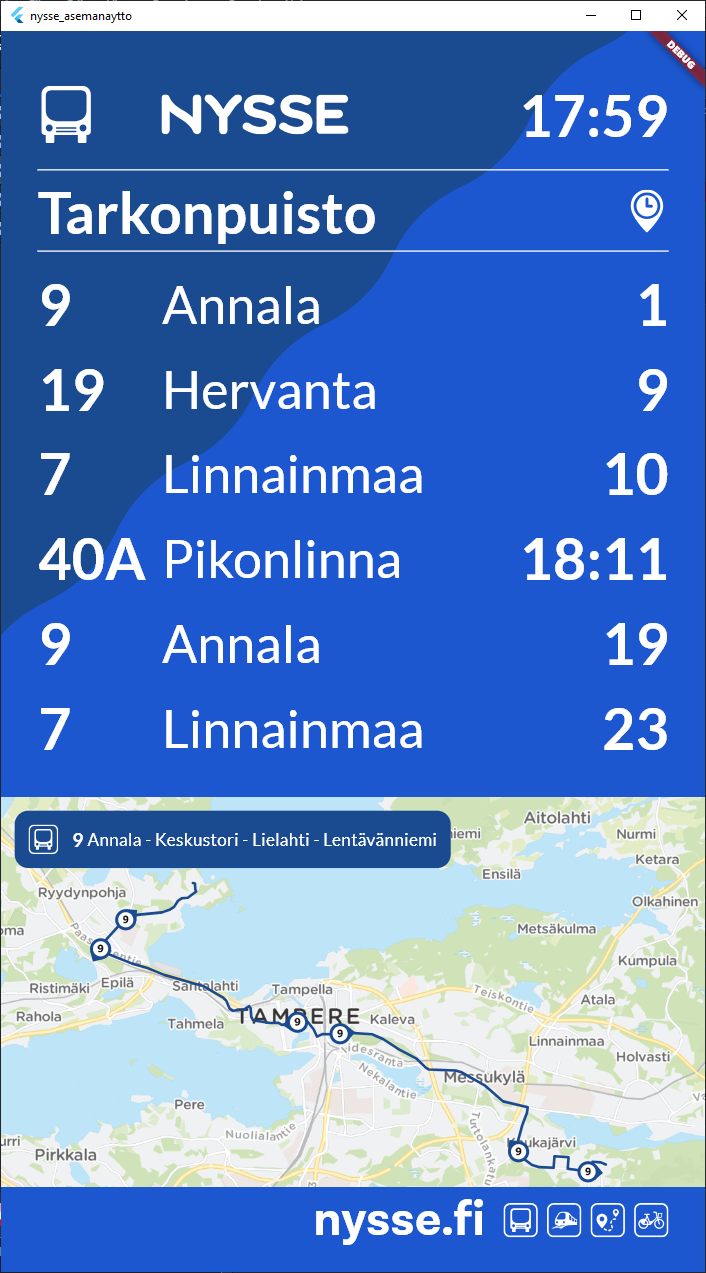 nysse_asemanaytto
DEBUG
NYSSE 17:59
Tarkonpuisto
9 Annala 1
19 Hervanta 9
7 Linnainmaa 10
40A Pikonlinna 18:11
9 Annala 19
7 Linnainmaa 23
9 Annala - Keskustori - Lielahti - Lentävänniemi
Aitolahti
niemi
Nurmi
Ketara
Ensilä
Ryydynpohja
Olkahinen
9
Metsäkulma
9
Kumpula
Epilä
Santalahti
Ristimäki
Tampella
Teiskontie
Atala
Rahola
Tahmela
TAMPERE
Kaleva
9
9
Linnainmaa
Holvasti
Nekalantie
Messukylä
Pere
Nuolialantie
Pirkkala
9
9
nysse.fi